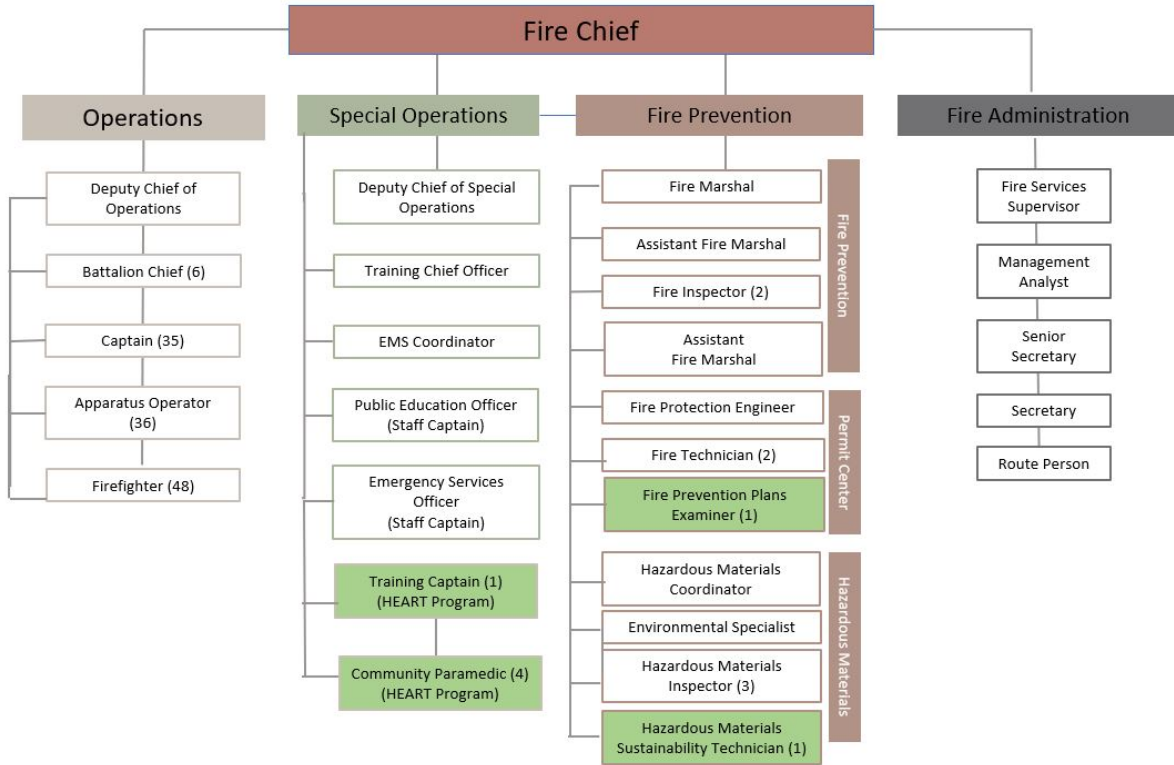 Fire Chief
Operations
Deputy Chief of
Operations
Battalion Chief (6)
Captain (35)
Apparatus Operator
(36)
Firefighter (48)
Special Operations
Deputy Chief of Special
Operations
Training Chief Officer
EMS Coordinator
Public Education Officer
(Staff Captain)
Emergency Services
Officer
(Staff Captain)
Training Captain (1)
(HEART Program)
Community Paramedic (4)
(HEART Program)
Fire Prevention
Fire Prevention
Fire Marshal
Assistant Fire Marshal
Fire Inspector (2)
Assistant
Fire Marshal
Permit Center
Fire Protection Engineer
Fire Technician (2)
Fire Prevention Plans
Examiner (1)
Hazardous Materials
Hazardous Materials
Coordinator
Environmental Specialist
Hazardous Materials
Inspector (3)
Hazardous Materials
Sustainability Technician (1)
Fire Administration
Fire Services
Supervisor
Management
Analyst
Senior
Secretary
Secretary
Route Person